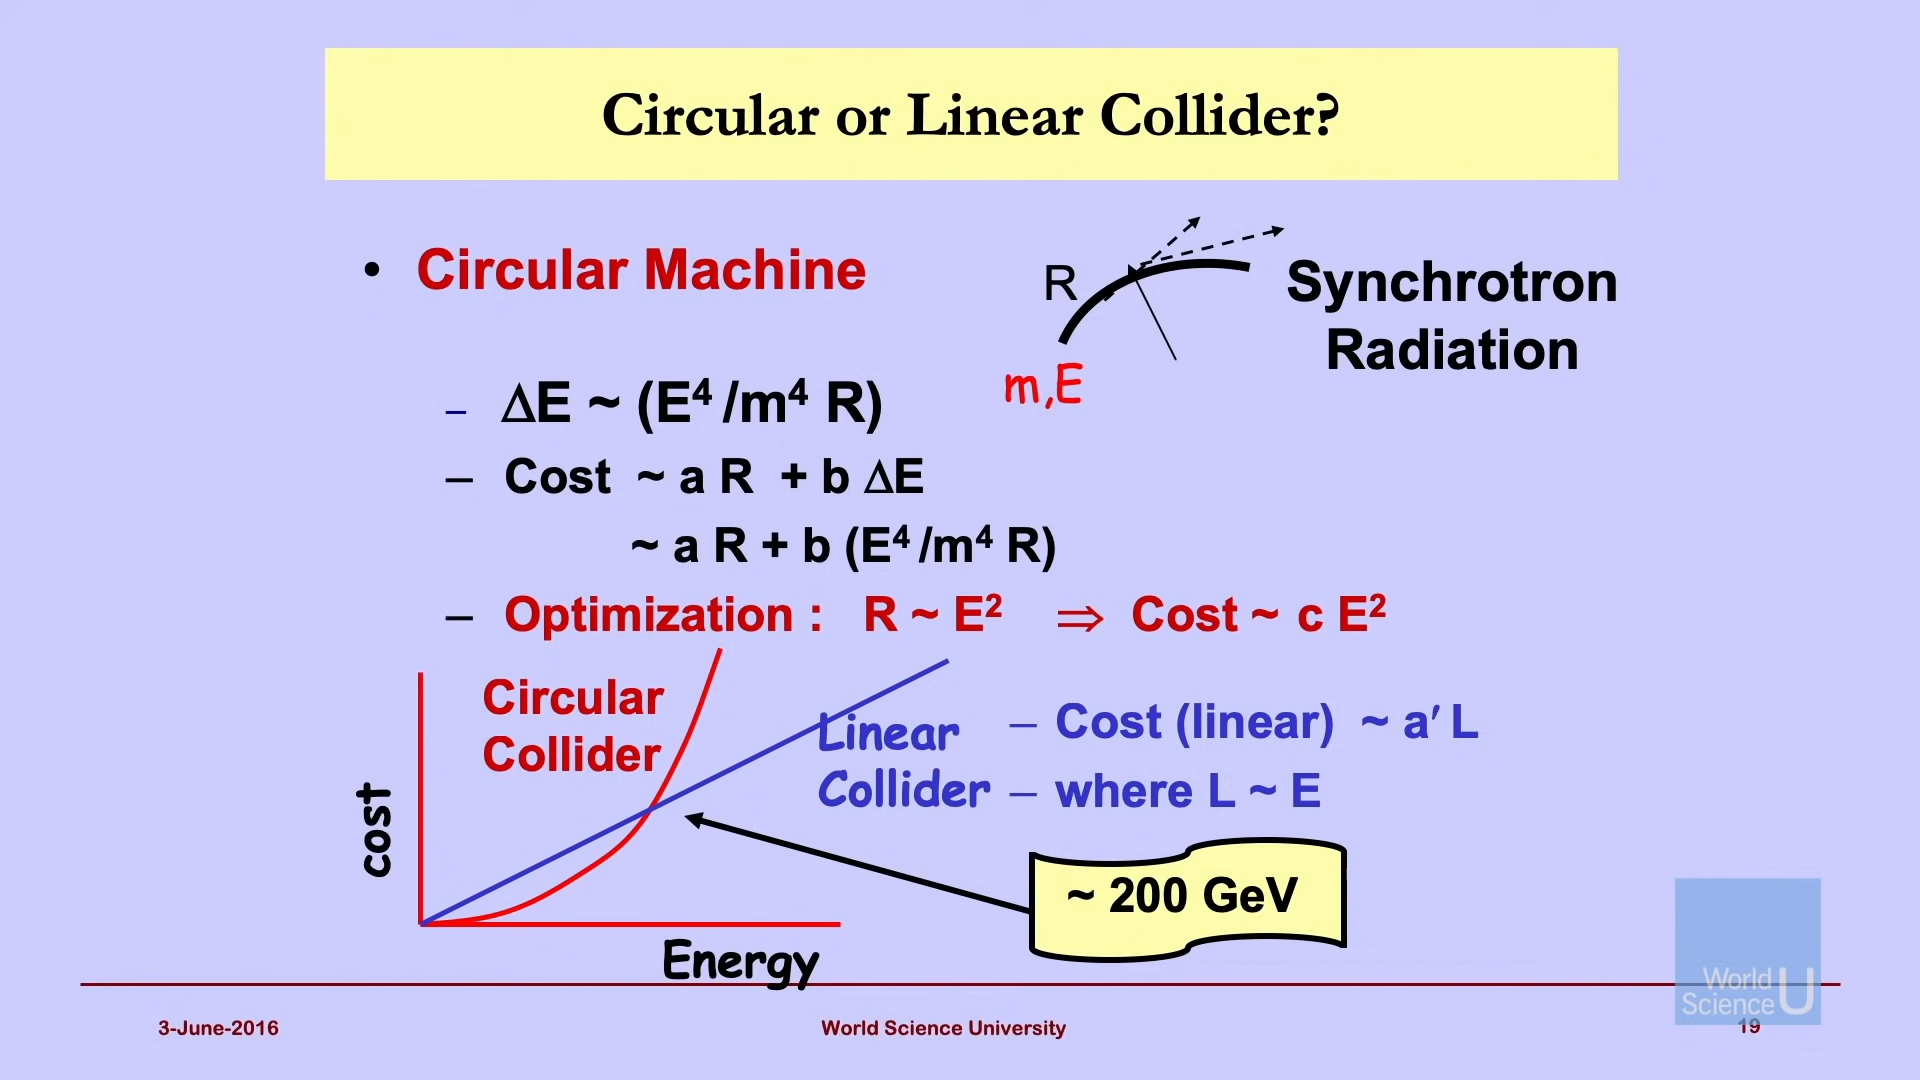 Circular or Linear Collider?
• Circular Machine
R
m,E
Synchrotron
Radiation
– ΔE ~ (E⁴ /m⁴ R)
– Cost ~ a R + b ΔE
~ a R + b (E⁴ /m⁴ R)
– Optimization : R ~ E² ⇒ Cost ~ c E²
Circular
Collider
cost
Energy
Linear
Collider
– Cost (linear) ~ a′ L
– where L ~ E
~ 200 GeV
World
Science U
3-June-2016
World Science University
19